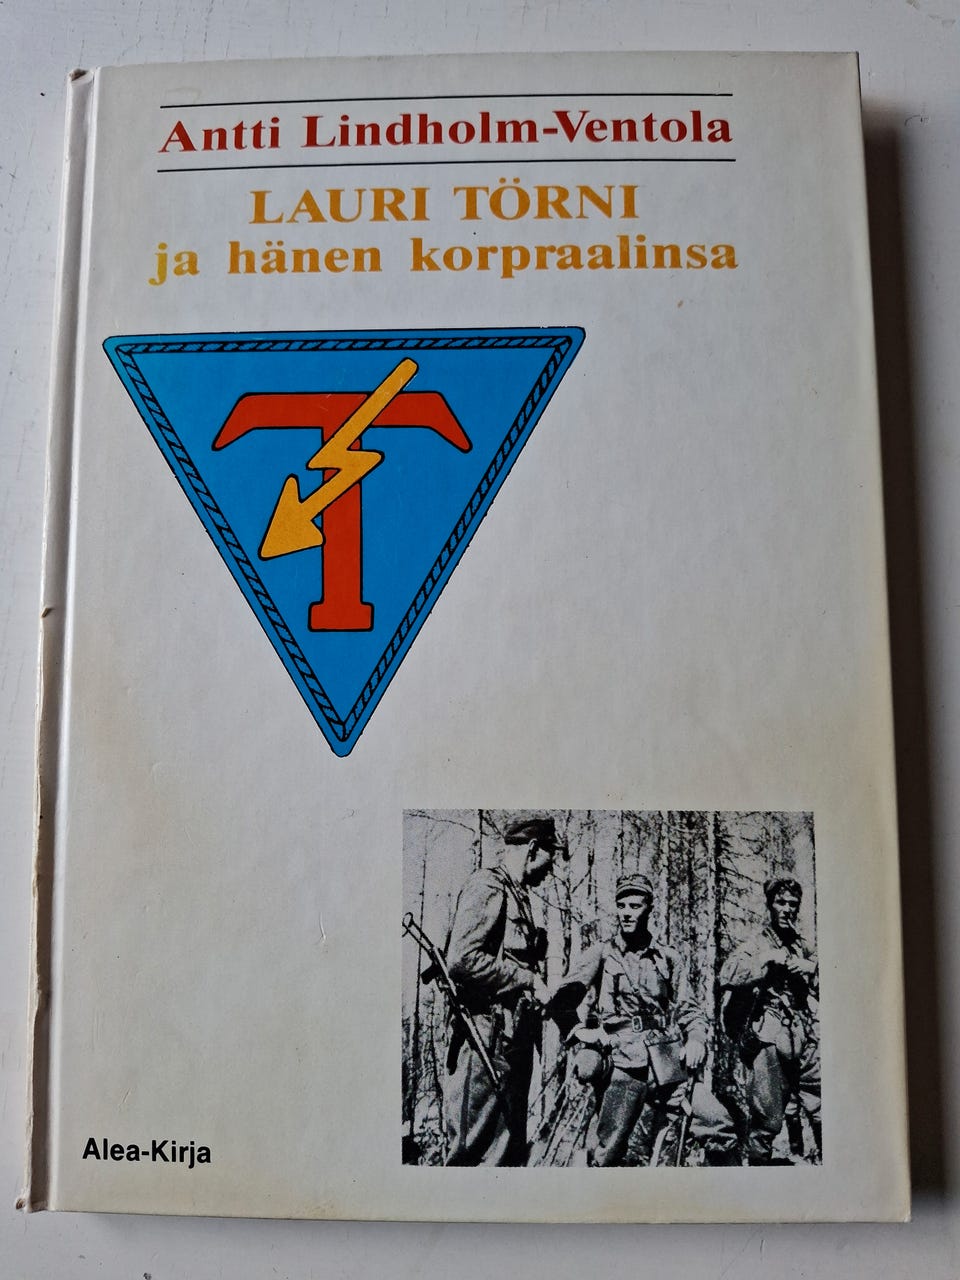 Antti Lindholm-Ventola
LAURI TÖRNI
ja hänen korpraalinsa
T
Alea-Kirja